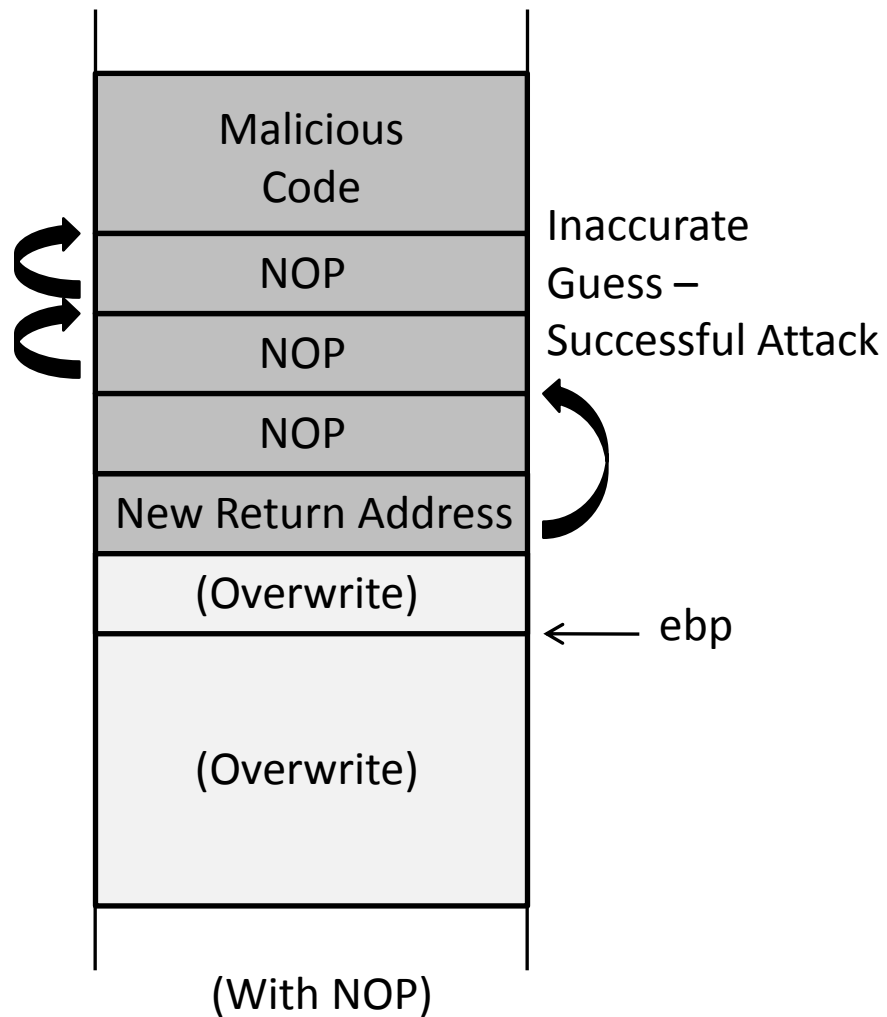 Malicious
Code
Inaccurate
Guess –
Successful Attack
NOP
NOP
NOP
New Return Address
(Overwrite)
ebp
(Overwrite)
(With NOP)